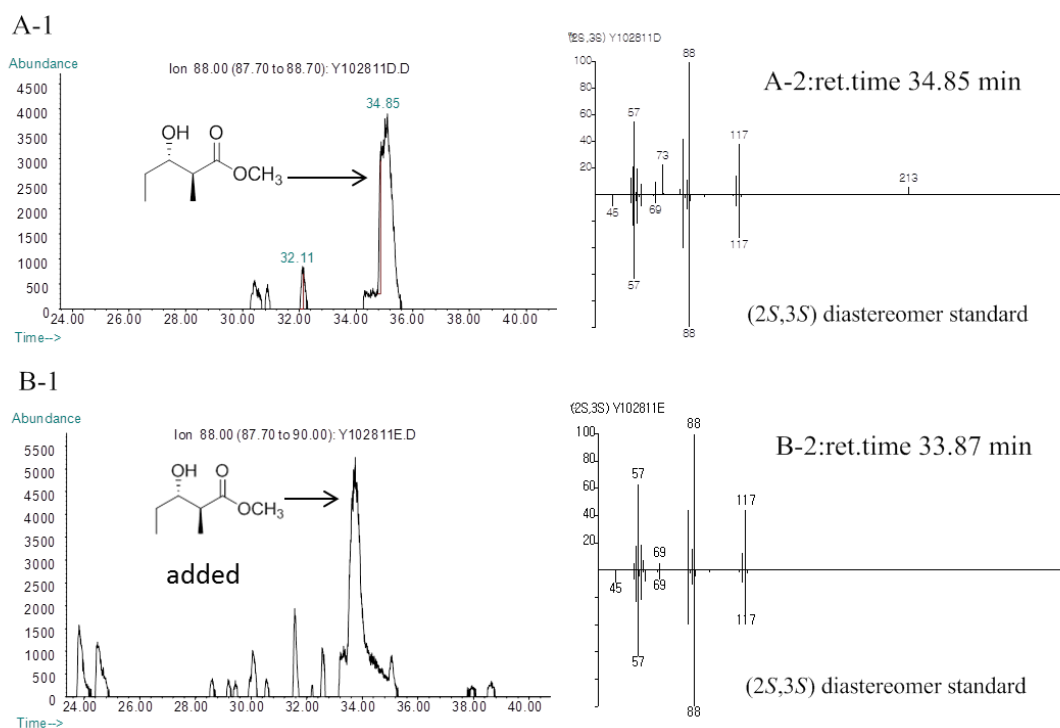 A-1
Abundance
Ion 88.00 (87.70 to 88.70): Y102811D.D
4500
4000
3500
3000
2500
2000
1500
1000
500
0
34.85
32.11
OH O
OCH3
24.00 26.00 28.00 30.00 32.00 34.00 36.00 38.00 40.00
Time-->
(2S,3S) Y102811D
100
80
60
40
20
88
57
73
117
213
45
69
57
88
117
A-2:ret.time 34.85 min
(2S,3S) diastereomer standard
B-1
Abundance
Ion 88.00 (87.70 to 90.00): Y102811E.D
5500
5000
4500
4000
3500
3000
2500
2000
1500
1000
500
0
OH O
OCH3
added
24.00 26.00 28.00 30.00 32.00 34.00 36.00 38.00 40.00
Time-->
(2S,3S) Y102811E
100
80
60
40
20
88
57
69
117
45
69
57
88
117
B-2:ret.time 33.87 min
(2S,3S) diastereomer standard